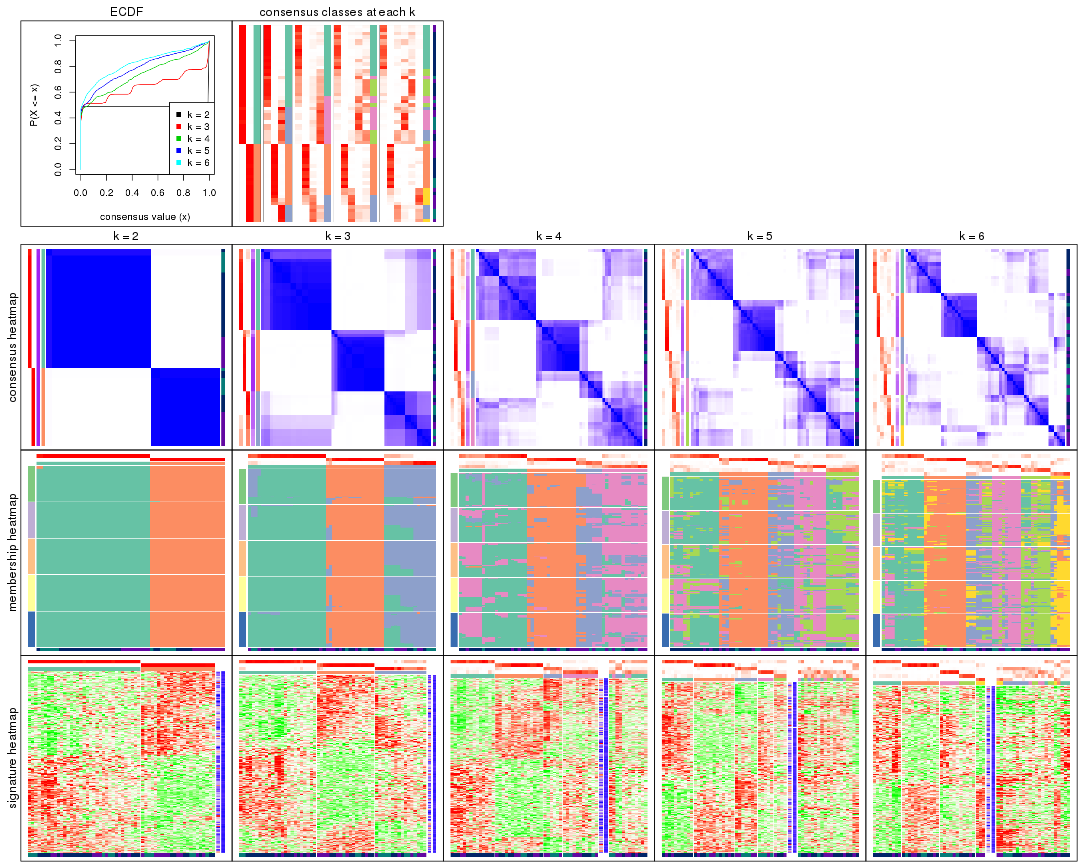 ECDF
consensus classes at each k
P(X <= x)
0.0 0.2 0.4 0.6 0.8 1.0
k = 2
k = 3
k = 4
k = 5
k = 6
0.0 0.2 0.4 0.6 0.8 1.0
consensus value (x)
k = 2 k = 3 k = 4 k = 5 k = 6
consensus heatmap
membership heatmap
signature heatmap